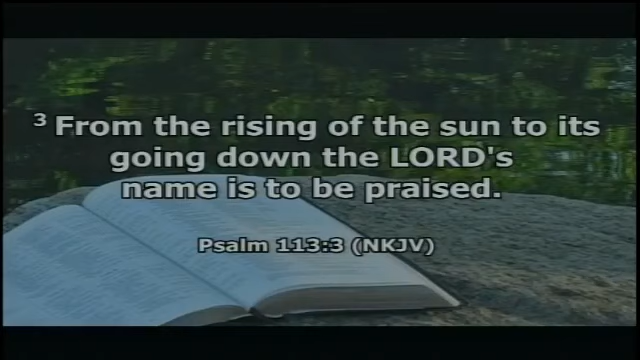 3 From the rising of the sun to its
going down the LORD's
name is to be praised.
Psalm 113:3 (NKJV)